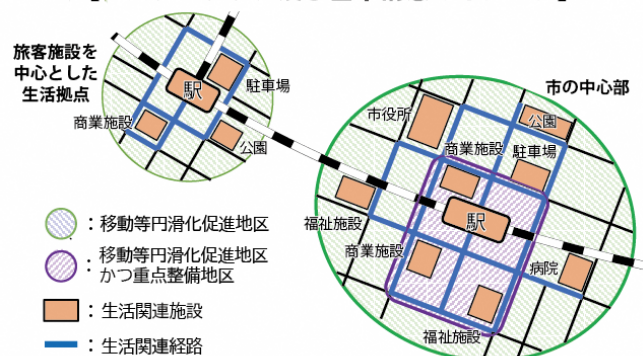 旅客施設を
中心とした
生活拠点
駅
駐車場
商業施設
公園
市の中心部
市役所
公園
商業施設
駐車場
福祉施設
駅
商業施設
病院
福祉施設
：移動等円滑化促進地区
：移動等円滑化促進地区
かつ重点整備地区
：生活関連施設
：生活関連経路